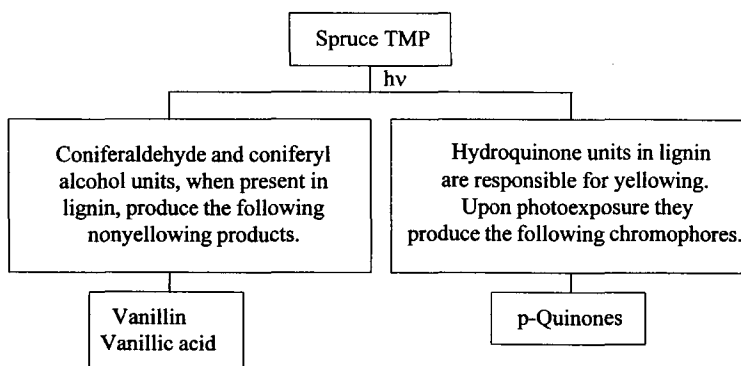 Spruce TMP
hν
Coniferaldehyde and coniferyl
alcohol units, when present in
lignin, produce the following
nonyellowing products.
Hydroquinone units in lignin
are responsible for yellowing.
Upon photoexposure they
produce the following chromophores.
Vanillin
Vanillic acid
p-Quinones